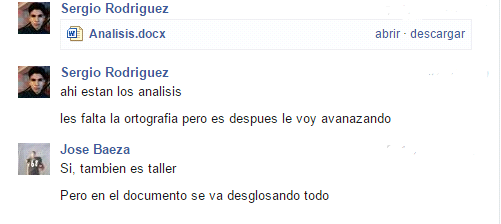 Sergio Rodriguez
Analisis.docx abrir · descargar
Sergio Rodriguez
ahi estan los analisis
les falta la ortografia pero es despues le voy avanazando
Jose Baeza
Si, tambien es taller
Pero en el documento se va desglosando todo